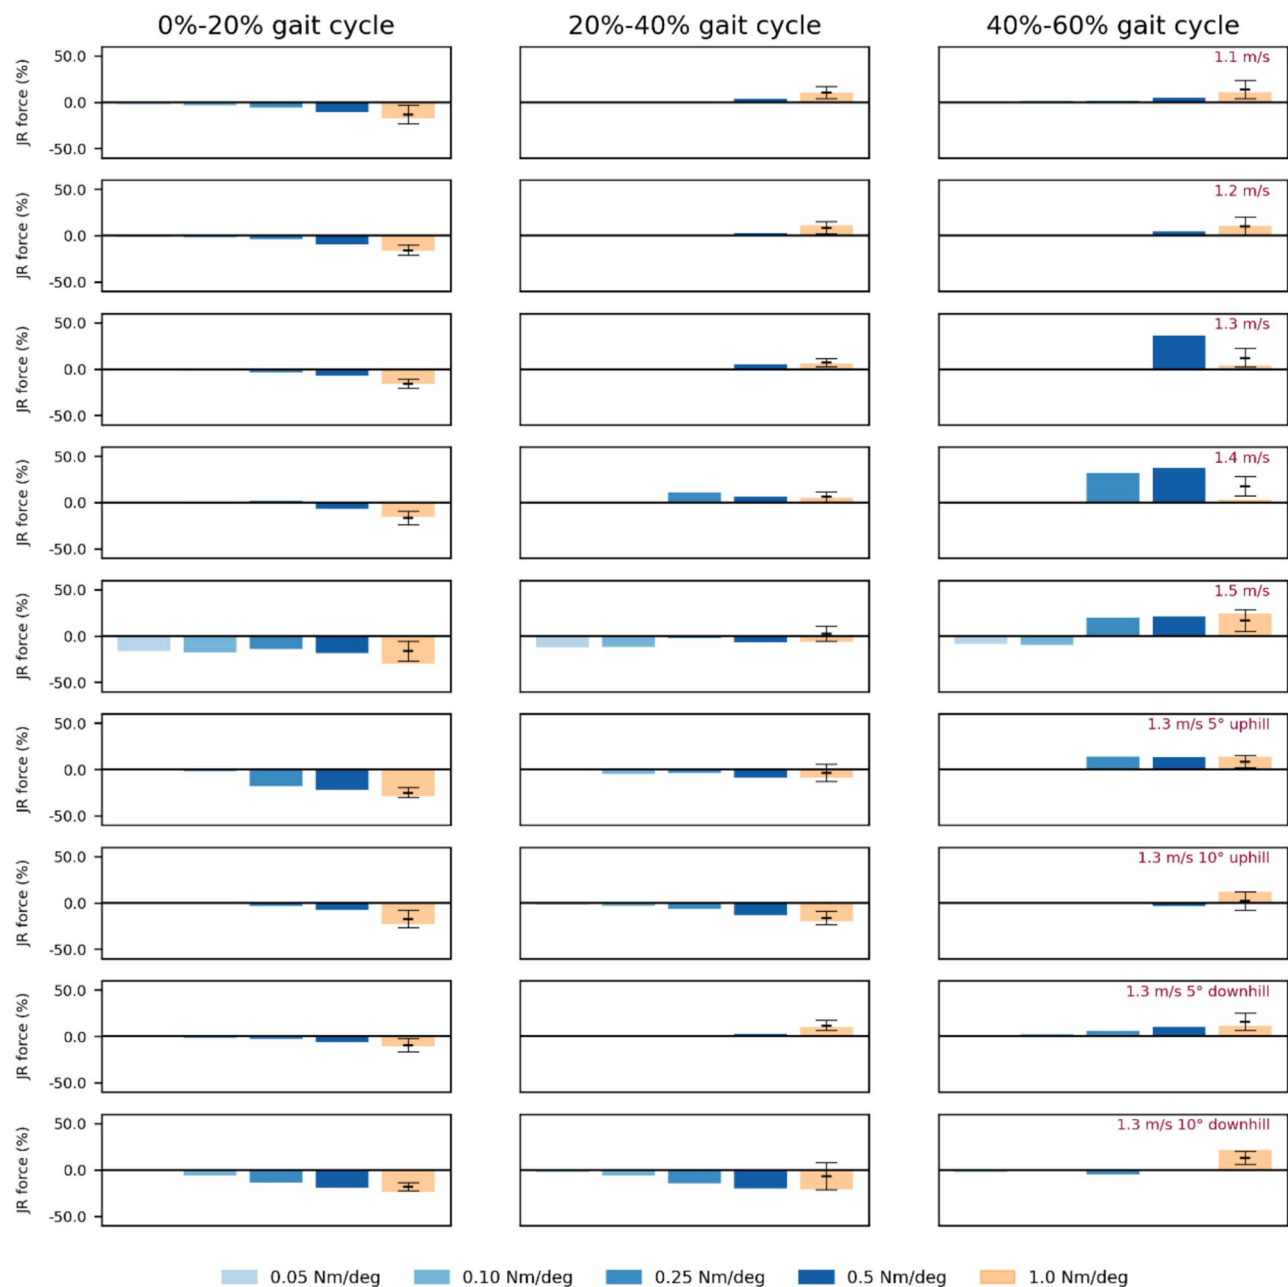 0%-20% gait cycle
20%-40% gait cycle
40%-60% gait cycle
JR force (%)
50.0
0.0
-50.0
1.1 m/s
JR force (%)
50.0
0.0
-50.0
1.2 m/s
JR force (%)
50.0
0.0
-50.0
1.3 m/s
JR force (%)
50.0
0.0
-50.0
1.4 m/s
JR force (%)
50.0
0.0
-50.0
1.5 m/s
JR force (%)
50.0
0.0
-50.0
1.3 m/s 5° uphill
JR force (%)
50.0
0.0
-50.0
1.3 m/s 10° uphill
JR force (%)
50.0
0.0
-50.0
1.3 m/s 5° downhill
JR force (%)
50.0
0.0
-50.0
1.3 m/s 10° downhill
0.05 Nm/deg
0.10 Nm/deg
0.25 Nm/deg
0.5 Nm/deg
1.0 Nm/deg